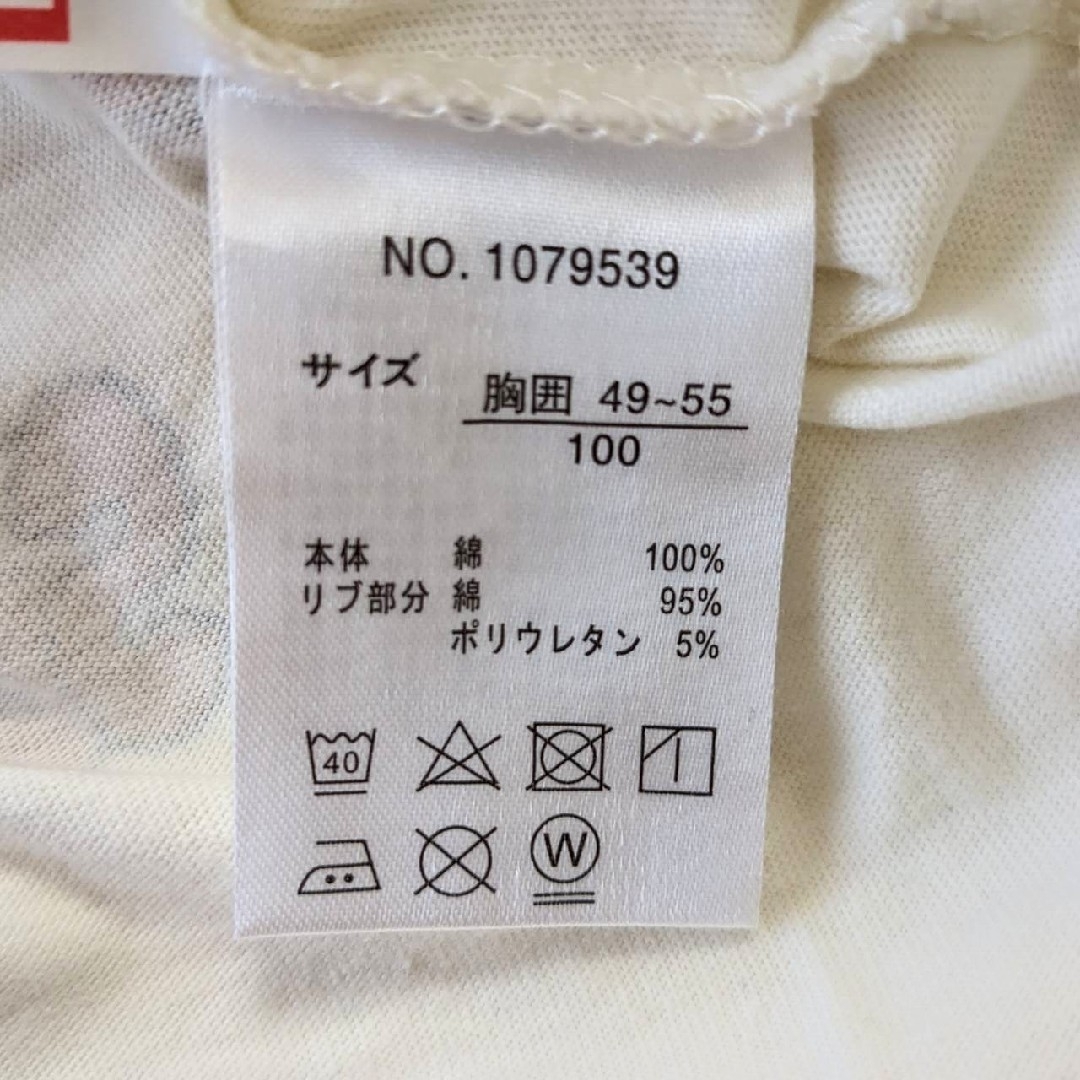 NO. 1079539
サイズ
胸囲 49~55
100
本体 綿 100%
リブ部分 綿 95%
ポリウレタン 5%
40
W